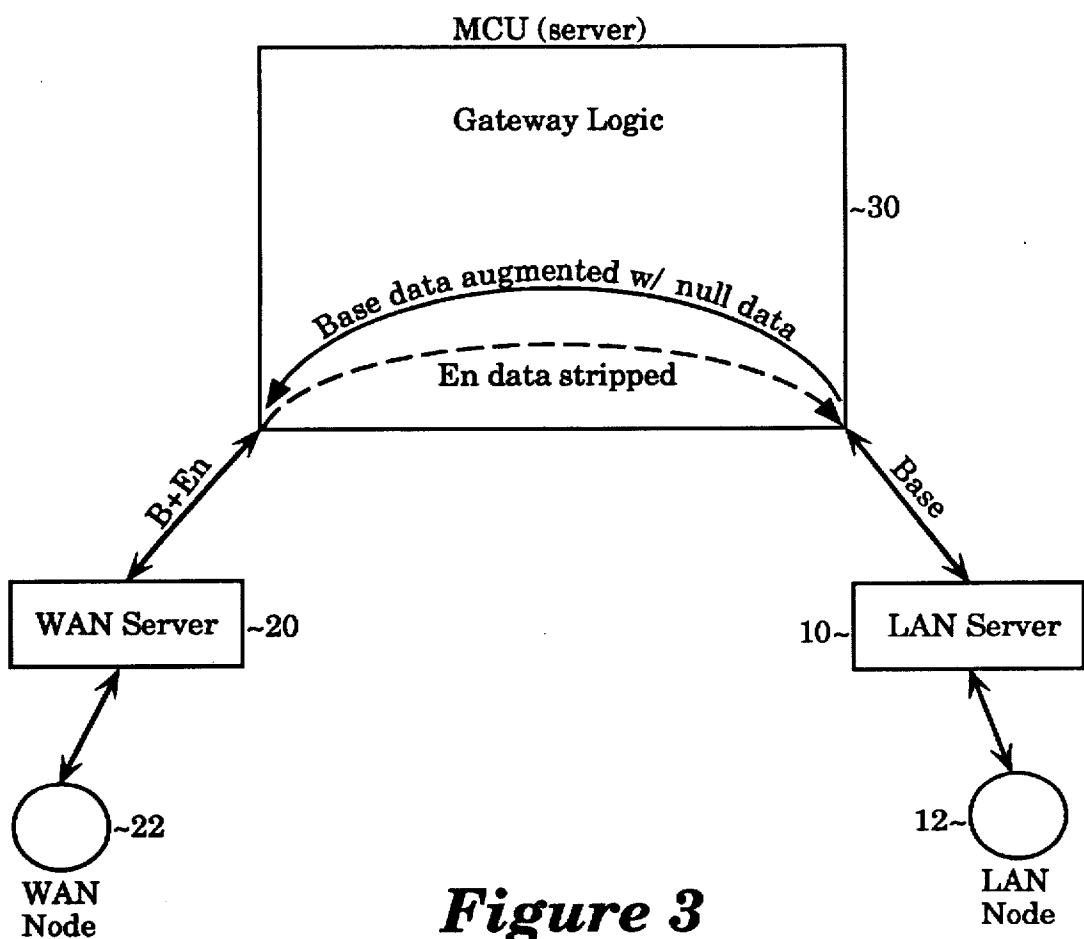 MCU (server)
Gateway Logic
~30
Base data augmented w/ null data
En data stripped
B+En
Base
WAN Server
~20
10~
LAN Server
~22
12~
WAN
Node
LAN
Node
Figure 3